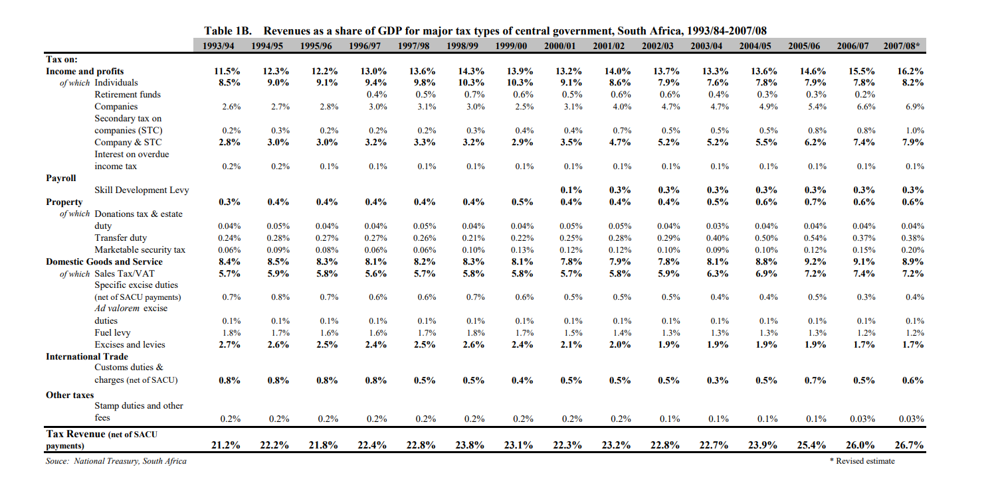 Table 1B. Revenues as a share of GDP for major tax types of central government, South Africa, 1993/84-2007/08
1993/94 1994/95 1995/96 1996/97 1997/98 1998/99 1999/00 2000/01 2001/02 2002/03 2003/04 2004/05 2005/06 2006/07 2007/08*
Tax on:
Income and profits 11.5% 12.3% 12.2% 13.0% 13.6% 14.3% 13.9% 13.2% 14.0% 13.7% 13.3% 13.6% 14.6% 15.5% 16.2%
of which Individuals 8.5% 9.0% 9.1% 9.4% 9.8% 10.3% 10.3% 9.1% 8.6% 7.9% 7.6% 7.8% 7.9% 7.8% 8.2%
Retirement funds 0.4% 0.5% 0.7% 0.6% 0.5% 0.6% 0.6% 0.4% 0.3% 0.3% 0.2%
Companies 2.6% 2.7% 2.8% 3.0% 3.1% 3.0% 2.5% 3.1% 4.0% 4.7% 4.7% 4.9% 5.4% 6.6% 6.9%
Secondary tax on
companies (STC) 0.2% 0.3% 0.2% 0.2% 0.2% 0.3% 0.4% 0.4% 0.7% 0.5% 0.5% 0.5% 0.8% 0.8% 1.0%
Company & STC 2.8% 3.0% 3.0% 3.2% 3.3% 3.2% 2.9% 3.5% 4.7% 5.2% 5.2% 5.5% 6.2% 7.4% 7.9%
Interest on overdue
income tax 0.2% 0.2% 0.1% 0.1% 0.1% 0.1% 0.1% 0.1% 0.1% 0.1% 0.1% 0.1% 0.1% 0.1% 0.1%
Payroll
Skill Development Levy 0.1% 0.3% 0.3% 0.3% 0.3% 0.3% 0.3% 0.3%
Property 0.3% 0.4% 0.4% 0.4% 0.4% 0.4% 0.5% 0.4% 0.4% 0.4% 0.5% 0.6% 0.7% 0.6% 0.6%
of which Donations tax & estate
duty 0.04% 0.05% 0.04% 0.04% 0.05% 0.04% 0.04% 0.05% 0.05% 0.04% 0.03% 0.04% 0.04% 0.04% 0.04%
Transfer duty 0.24% 0.28% 0.27% 0.27% 0.26% 0.21% 0.22% 0.25% 0.28% 0.29% 0.40% 0.50% 0.54% 0.37% 0.38%
Marketable security tax 0.06% 0.09% 0.08% 0.06% 0.06% 0.10% 0.13% 0.12% 0.12% 0.10% 0.09% 0.10% 0.12% 0.15% 0.20%
Domestic Goods and Service 8.4% 8.5% 8.3% 8.1% 8.2% 8.3% 8.1% 7.8% 7.9% 7.8% 8.1% 8.8% 9.2% 9.1% 8.9%
of which Sales Tax/VAT 5.7% 5.9% 5.8% 5.6% 5.7% 5.8% 5.8% 5.7% 5.8% 5.9% 6.3% 6.9% 7.2% 7.4% 7.2%
Specific excise duties
(net of SACU payments) 0.7% 0.8% 0.7% 0.6% 0.6% 0.7% 0.6% 0.5% 0.5% 0.5% 0.4% 0.4% 0.5% 0.3% 0.4%
Ad valorem excise
duties 0.1% 0.1% 0.1% 0.1% 0.1% 0.1% 0.1% 0.1% 0.1% 0.1% 0.1% 0.1% 0.1% 0.1% 0.1%
Fuel levy 1.8% 1.7% 1.6% 1.6% 1.7% 1.8% 1.7% 1.5% 1.4% 1.3% 1.3% 1.3% 1.3% 1.2% 1.2%
Excises and levies 2.7% 2.6% 2.5% 2.4% 2.5% 2.6% 2.4% 2.1% 2.0% 1.9% 1.9% 1.9% 1.9% 1.7% 1.7%
International Trade
Customs duties &
charges (net of SACU) 0.8% 0.8% 0.8% 0.8% 0.5% 0.5% 0.4% 0.5% 0.5% 0.5% 0.3% 0.5% 0.7% 0.5% 0.6%
Other taxes
Stamp duties and other
fees 0.2% 0.2% 0.2% 0.2% 0.2% 0.2% 0.2% 0.2% 0.2% 0.1% 0.1% 0.1% 0.1% 0.03% 0.03%
Tax Revenue (net of SACU
payments) 21.2% 22.2% 21.8% 22.4% 22.8% 23.8% 23.1% 22.3% 23.2% 22.8% 22.7% 23.9% 25.4% 26.0% 26.7%
Souce: National Treasury, South Africa * Revised estimate